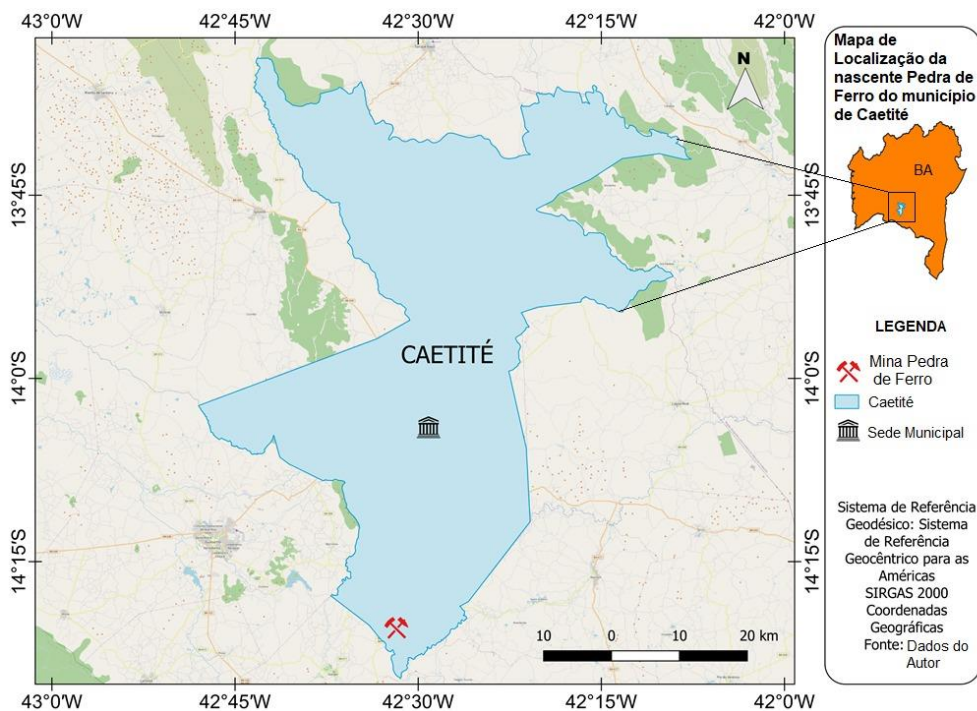 43°0'W 42°45'W 42°30'W 42°15'W 42°0'W
Mapa de
Localização da
nascente Pedra de
Ferro do município
de Caetité
N
BA
13°45'S
13°45'S
CAETITÉ
14°0'S
14°0'S
14°15'S
14°15'S
LEGENDA
Mina Pedra
de Ferro
Caetité
Sede Municipal
Sistema de Referência
Geodésico: Sistema
de Referência
Geocêntrico para as
Américas
SIRGAS 2000
Coordenadas
Geográficas
Fonte: Dados do
Autor
10 0 10 20 km
43°0'W 42°45'W 42°30'W 42°15'W 42°0'W